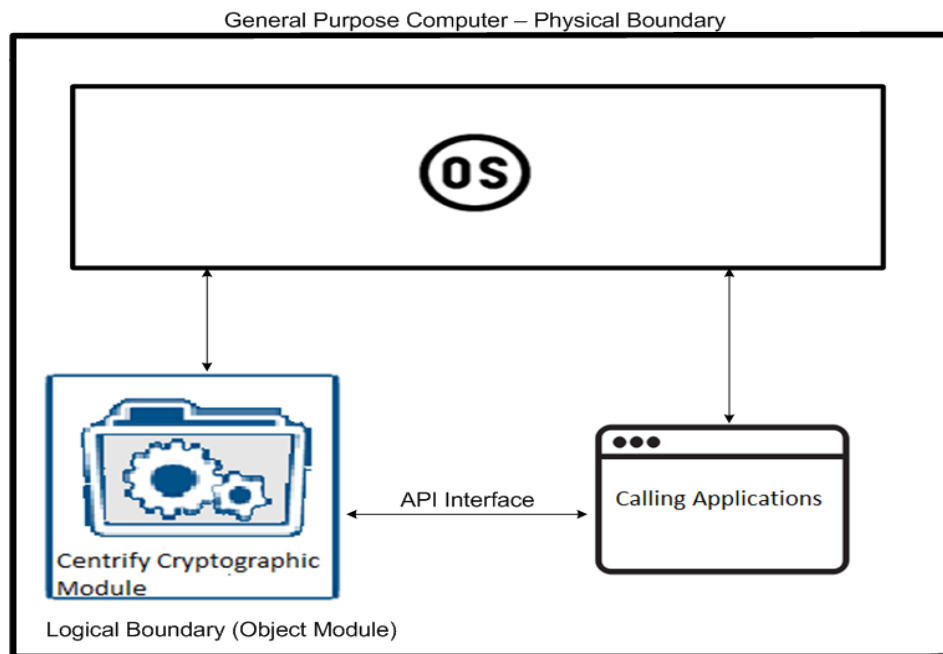 General Purpose Computer – Physical Boundary
OS
API Interface
Calling Applications
Centrify Cryptographic
Module
Logical Boundary (Object Module)